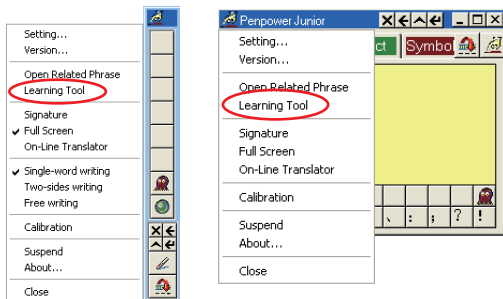 Setting...
Version...
Open Related Phrase
Learning Tool
Signature
Full Screen
On-Line Translator
Single-word writing
Two-sides writing
Free writing
Calibration
Suspend
About...
Close
Penpower Junior
Setting...
Version...
Open Related Phrase
Learning Tool
Signature
Full Screen
On-Line Translator
Calibration
Suspend
About...
Close
ct Symbo
、 : ; ? !